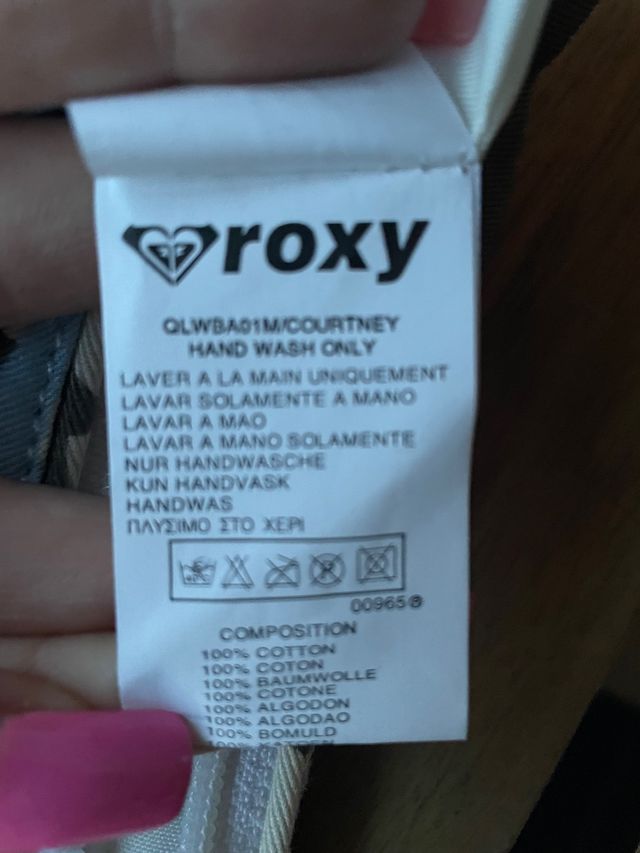 roxy
QLWBA01M/COURTNEY
HAND WASH ONLY
LAVER A LA MAIN UNIQUEMENT
LAVAR SOLAMENTE A MANO
LAVAR A MAO
LAVAR A MANO SOLAMENTE
NUR HANDWASCHE
KUN HANDVASK
HANDWAS
ΠΛΥΣΙΜΟ ΣΤΟ ΧΕΡΙ
00965®
COMPOSITION
100% COTTON
100% COTON
100% BAUMWOLLE
100% COTONE
100% ALGODON
100% ALGODAO
100% BOMULD